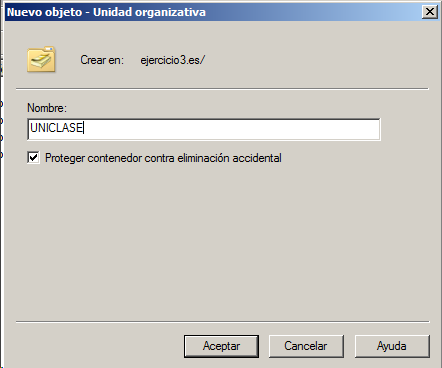 Nuevo objeto - Unidad organizativa
Crear en: ejercicio3.es/
Nombre:
UNICLASE
Proteger contenedor contra eliminación accidental
Aceptar Cancelar Ayuda